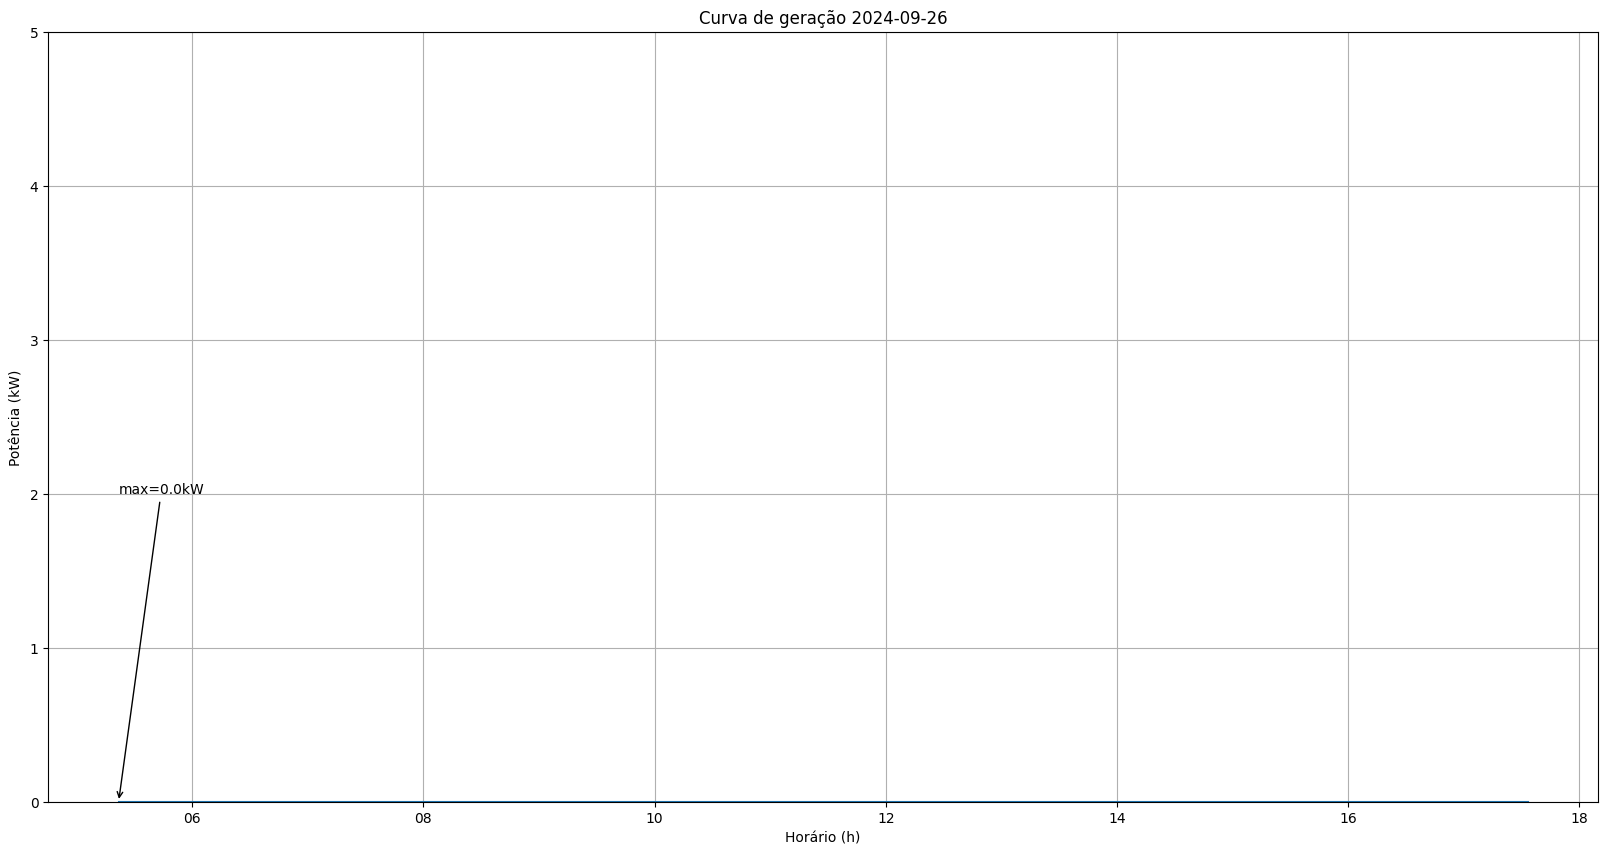 Curva de geração 2024-09-26
5
4
3
2
1
0
Potência (kW)
max=0.0kW
06 08 10 12 14 16 18
Horário (h)